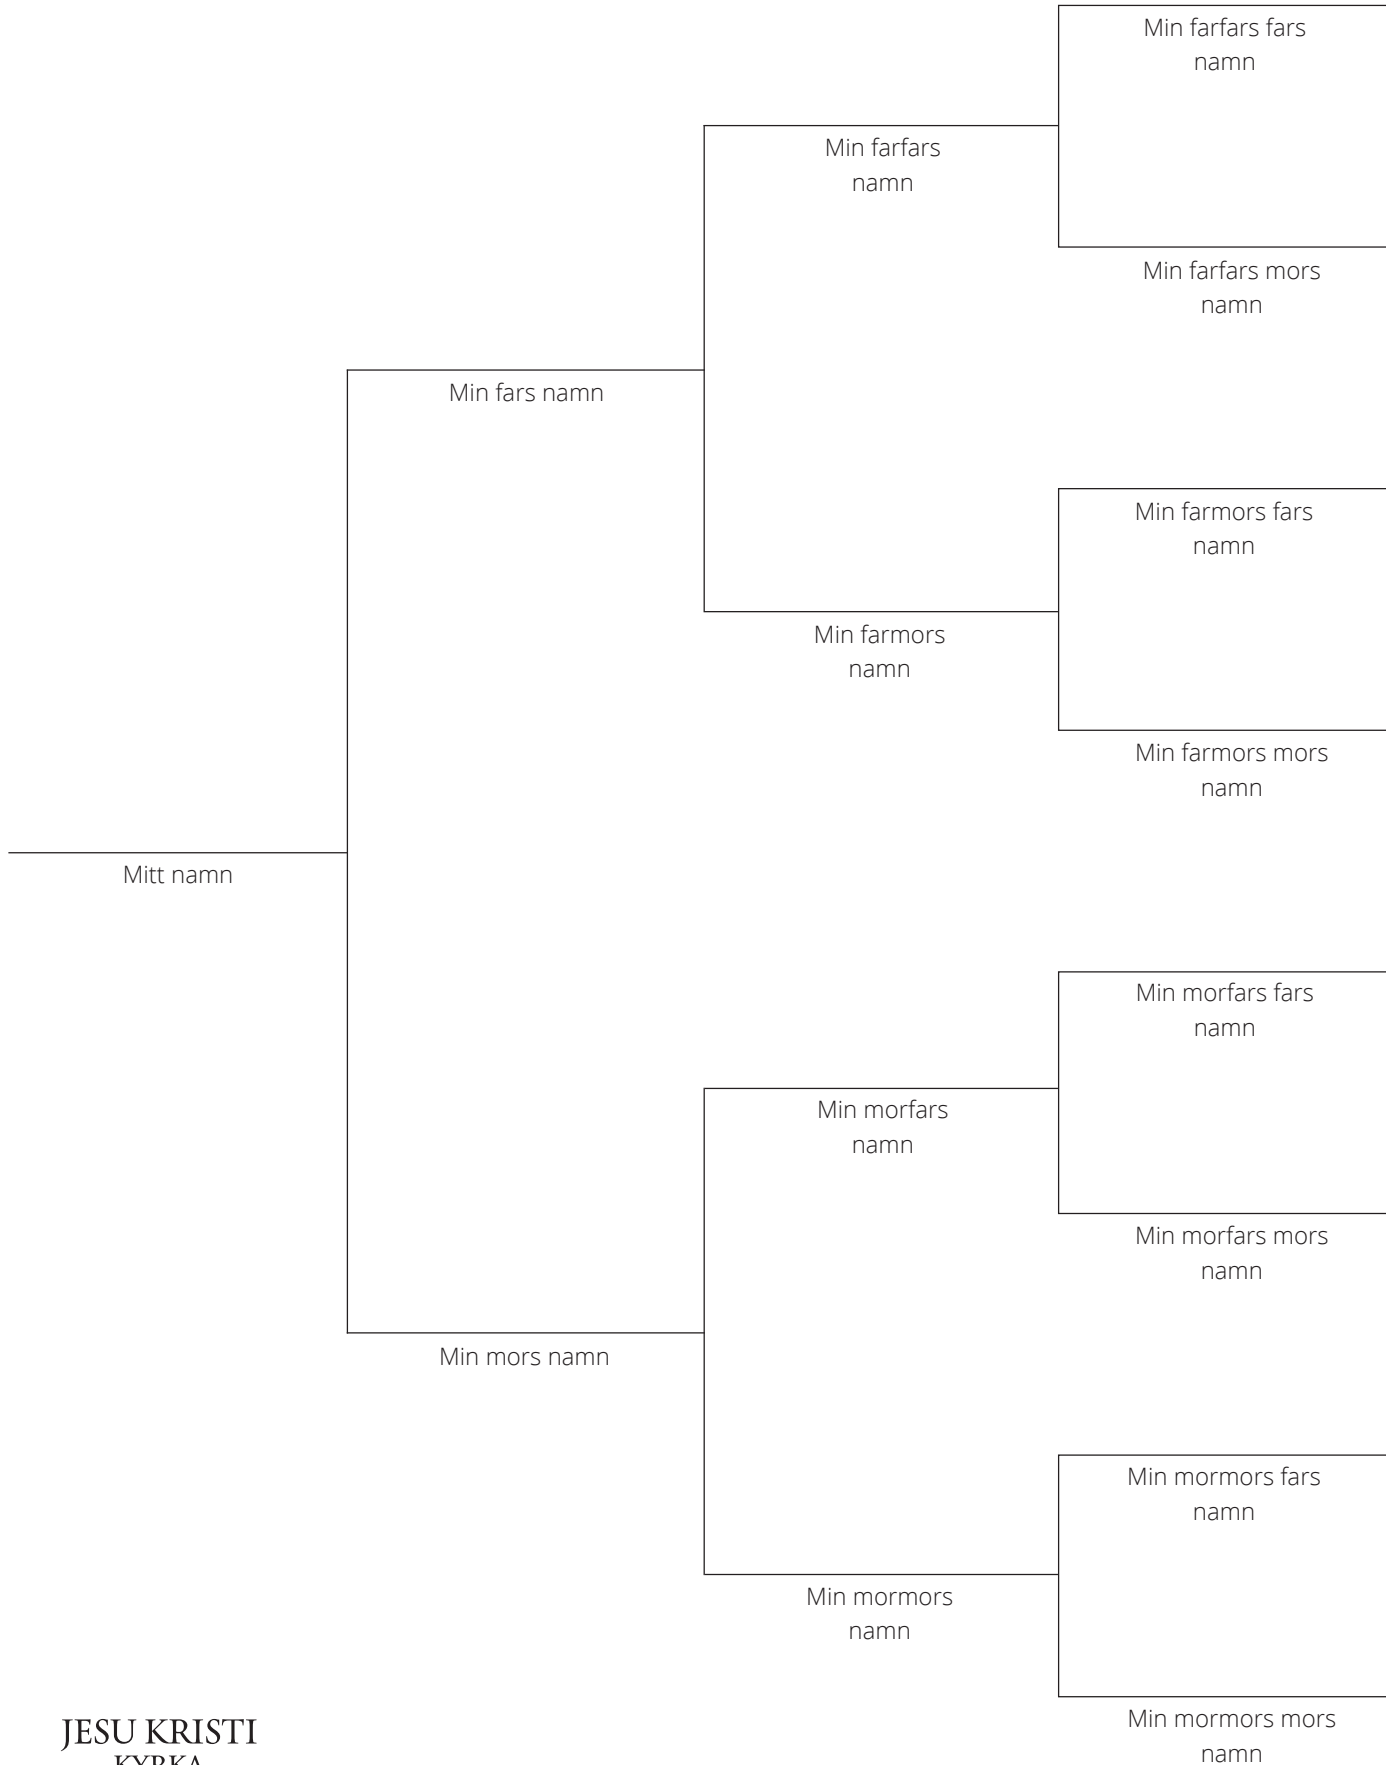 Min farfars fars
namn
Min farfars
namn
Min farfars mors
namn
Min fars namn
Min farmors fars
namn
Min farmors
namn
Min farmors mors
namn
Mitt namn
Min morfars fars
namn
Min morfars
namn
Min morfars mors
namn
Min mors namn
Min mormors fars
namn
Min mormors
namn
Min mormors mors
namn
JESU KRISTI
KYRKA